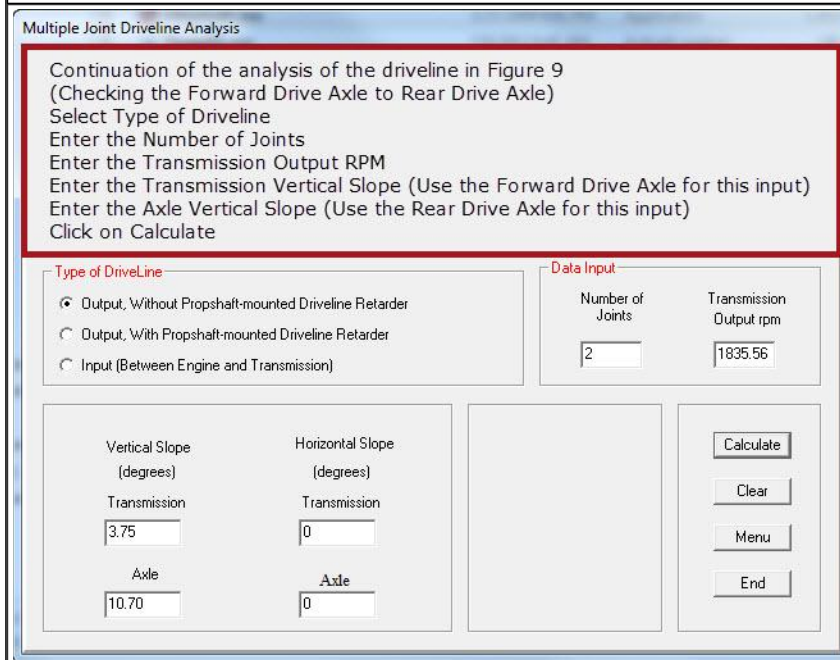 Multiple Joint Driveline Analysis
Continuation of the analysis of the driveline in Figure 9
(Checking the Forward Drive Axle to Rear Drive Axle)
Select Type of Driveline
Enter the Number of Joints
Enter the Transmission Output RPM
Enter the Transmission Vertical Slope (Use the Forward Drive Axle for this input)
Enter the Axle Vertical Slope (Use the Rear Drive Axle for this input)
Click on Calculate
Type of DriveLine
Output, Without Propshaft-mounted Driveline Retarder
Output, With Propshaft-mounted Driveline Retarder
Input (Between Engine and Transmission)
Data Input
Number of
Joints
2
Transmission
Output rpm
1835.56
Vertical Slope
(degrees)
Transmission
3.75
Axle
10.70
Horizontal Slope
(degrees)
Transmission
0
Axle
0
Calculate
Clear
Menu
End